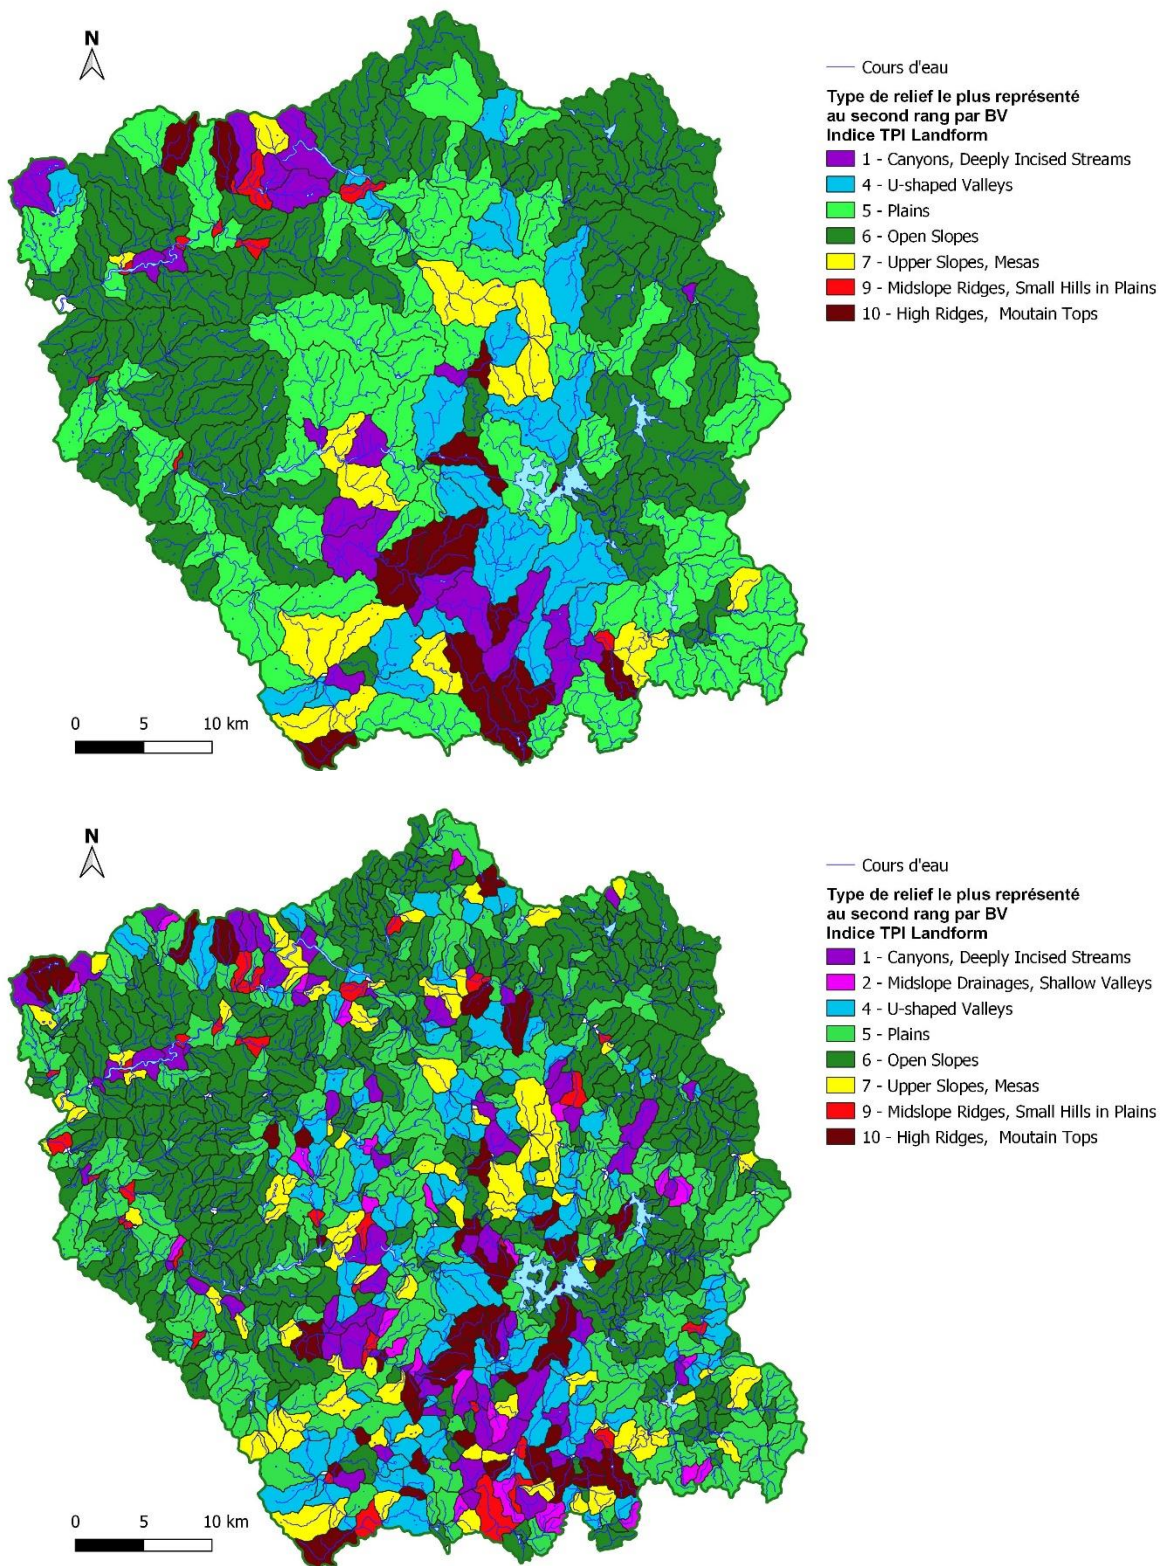 N
Cours d'eau
Type de relief le plus représenté
au second rang par BV
Indice TPI Landform
1 - Canyons, Deeply Incised Streams
4 - U-shaped Valleys
5 - Plains
6 - Open Slopes
7 - Upper Slopes, Mesas
9 - Midslope Ridges, Small Hills in Plains
10 - High Ridges, Moutain Tops
0 5 10 km
N
Cours d'eau
Type de relief le plus représenté
au second rang par BV
Indice TPI Landform
1 - Canyons, Deeply Incised Streams
2 - Midslope Drainages, Shallow Valleys
4 - U-shaped Valleys
5 - Plains
6 - Open Slopes
7 - Upper Slopes, Mesas
9 - Midslope Ridges, Small Hills in Plains
10 - High Ridges, Moutain Tops
0 5 10 km